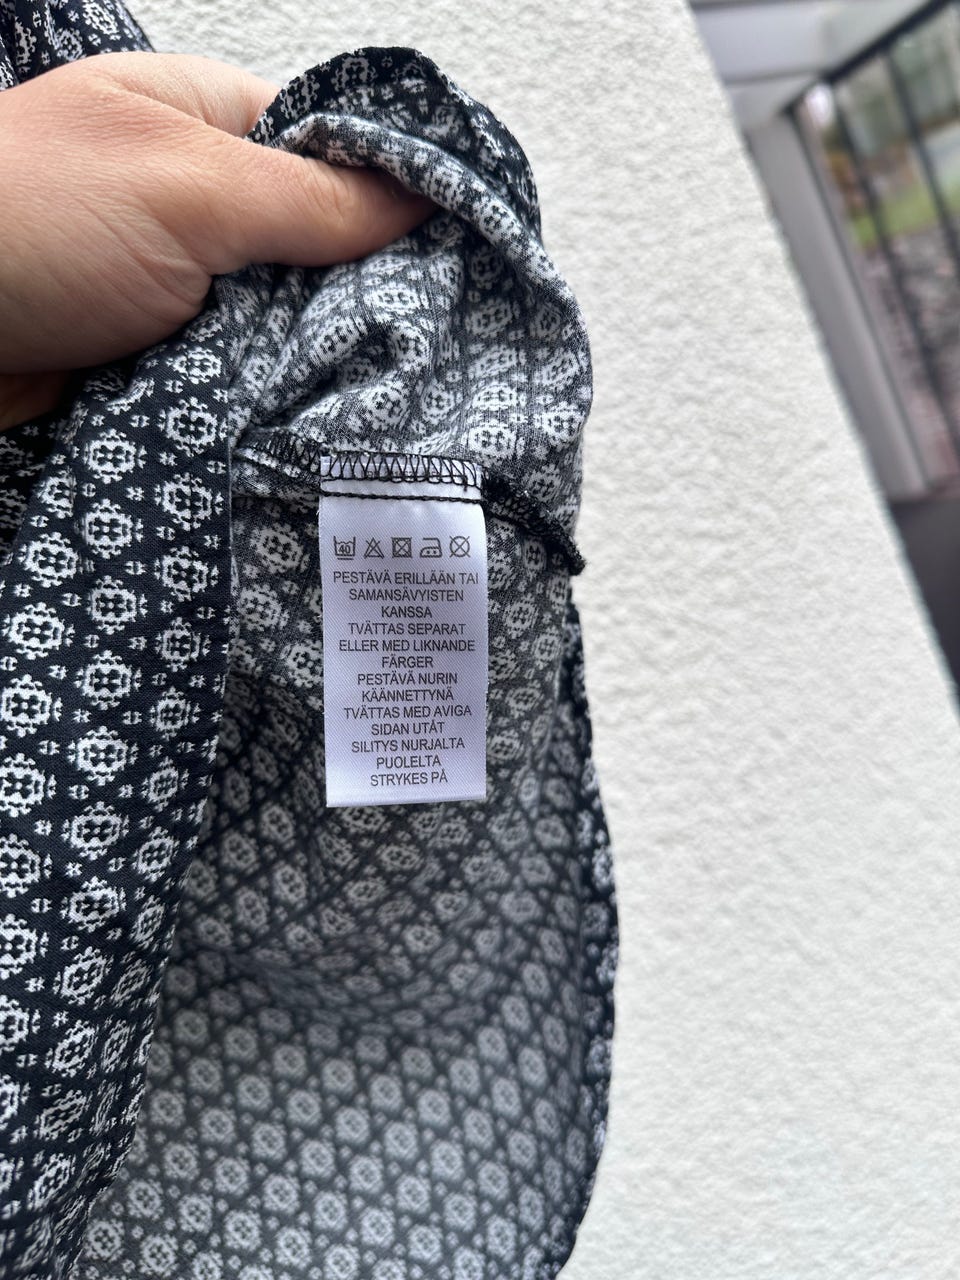 40
PESTÄVÄ ERILLÄÄN TAI
SAMANSÄVYISTEN
KANSSA
TVÄTTAS SEPARAT
ELLER MED LIKNANDE
FÄRGER
PESTÄVÄ NURIN
KÄÄNNETTYNÄ
TVÄTTAS MED AVIGA
SIDAN UTÅT
SILITYS NURJALTA
PUOLELTA
STRYKES PÅ